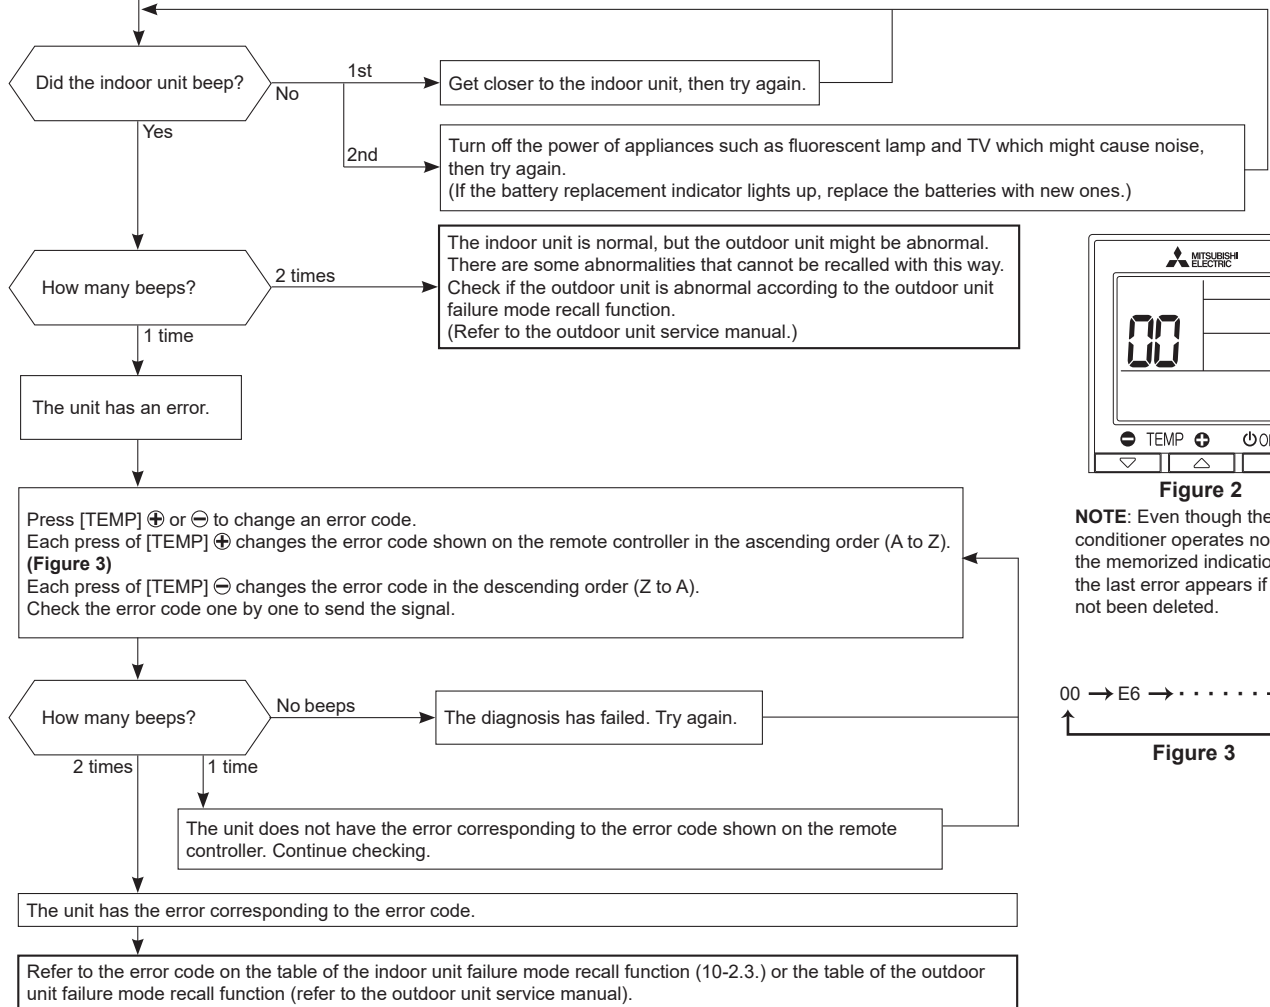 Did the indoor unit beep?
No
1st
Get closer to the indoor unit, then try again.
Yes
2nd
Turn off the power of appliances such as fluorescent lamp and TV which might cause noise,
then try again.
(If the battery replacement indicator lights up, replace the batteries with new ones.)
How many beeps?
2 times
The indoor unit is normal, but the outdoor unit might be abnormal.
There are some abnormalities that cannot be recalled with this way.
Check if the outdoor unit is abnormal according to the outdoor unit
failure mode recall function.
(Refer to the outdoor unit service manual.)
1 time
The unit has an error.
MITSUBISHI
ELECTRIC
00
TEMP
Figure 2
NOTE: Even though the
conditioner operates
the memorized
the last error appears if
not been deleted.
Press [TEMP] ⊕ or ⊖ to change an error code.
Each press of [TEMP] ⊕ changes the error code shown on the remote controller in the ascending order (A to Z).
(Figure 3)
Each press of [TEMP] ⊖ changes the error code in the descending order (Z to A).
Check the error code one by one to send the signal.
How many beeps?
No beeps
The diagnosis has failed. Try again.
00 → E6 → · · · · · · ·
Figure 3
2 times
1 time
The unit does not have the error corresponding to the error code shown on the remote
controller. Continue checking.
The unit has the error corresponding to the error code.
Refer to the error code on the table of the indoor unit failure mode recall function (10-2.3.) or the table of the outdoor
unit failure mode recall function (refer to the outdoor unit service manual).